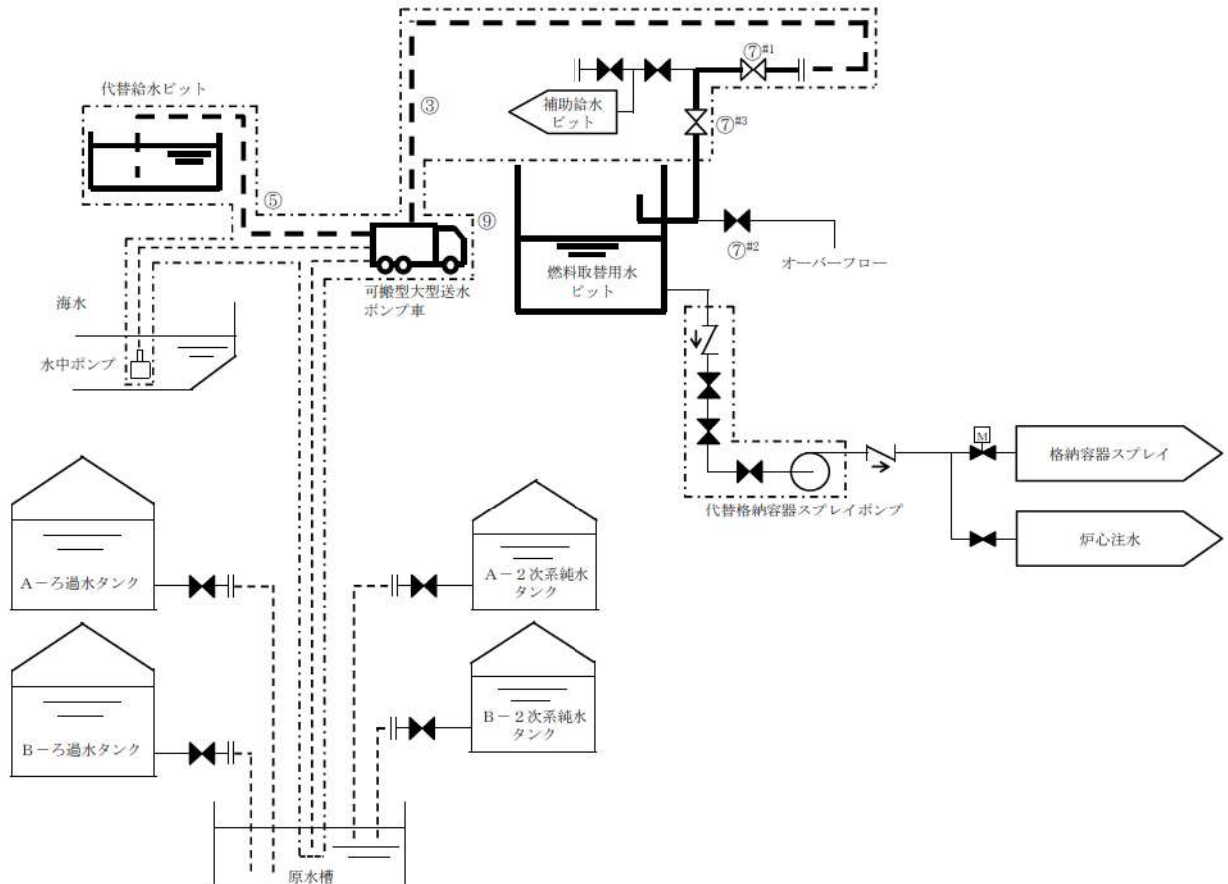 ⑦#1
代替給水ピット
③
補助給水
ピット
⑦#3
⑤
⑨
⑦#2
オーバーフロー
燃料取替用水
ピット
可搬型大型送水
ポンプ車
海水
水中ポンプ
M
格納容器スプレイ
代替格納容器スプレイポンプ
炉心注水
A-ろ過水タンク
A-2次系純水
タンク
B-ろ過水タンク
B-2次系純水
タンク
原水槽